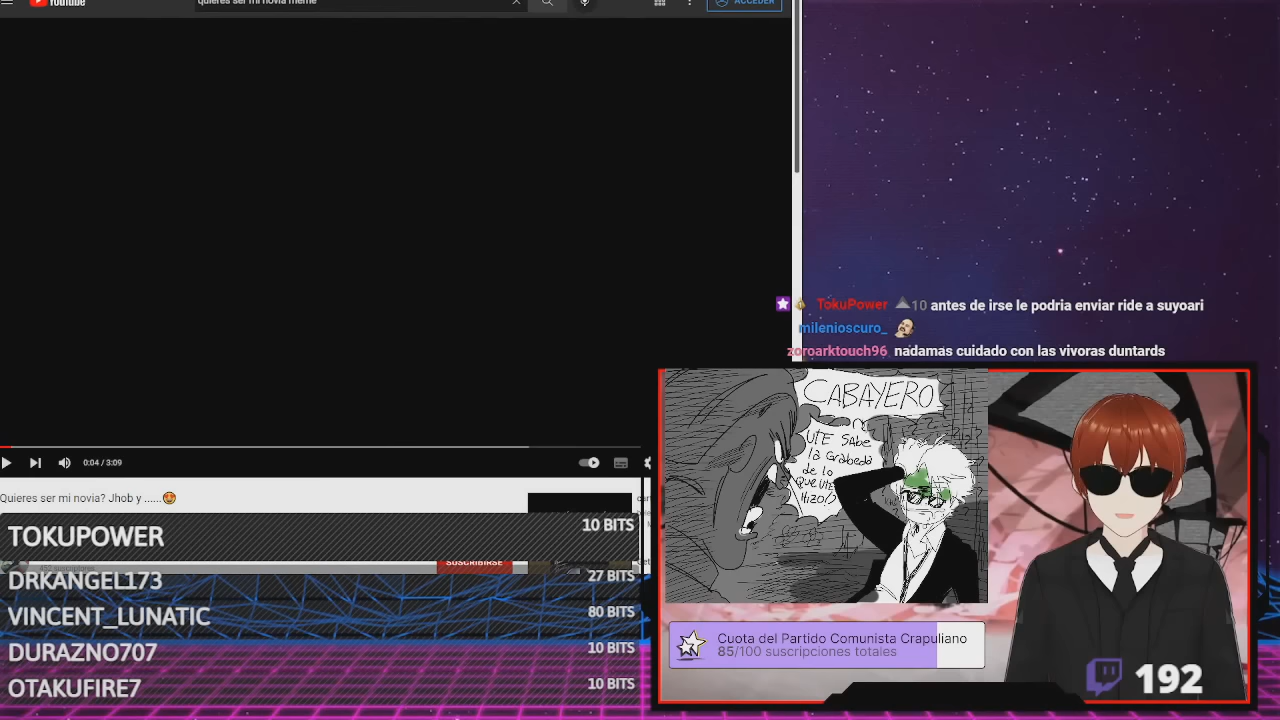 YouTube
quieres ser mi novia meme
ACCEDER
TokuPower 10 antes de irse le podria enviar ride a suyoari
milenioscuro_
zoroarktouch96 nadamas cuidado con las vivoras duntards
0:04 / 3:09
Quieres ser mi novia? Jhob y ......
TOKUPOWER 10 BITS
SUSCRIBIRSE
DRKANGEL173 27 BITS
VINCENT_LUNATIC 80 BITS
DURAZNO707 10 BITS
OTAKUFIRE7 10 BITS
CABAYERO
UTE SABE
la Grabeda
de lo
que Uste
Hizo!?
Cuota del Partido Comunista Crapuliano
85/100 suscripciones totales
192